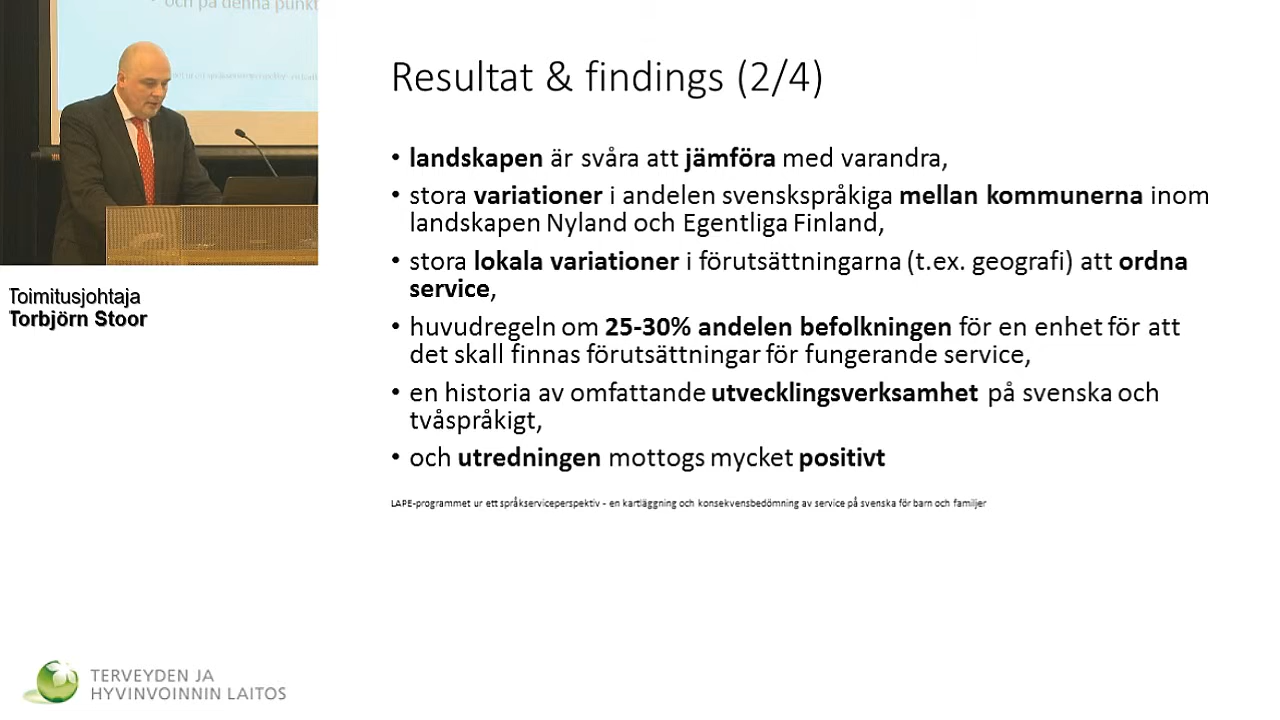 och på denna punkt
Resultat & findings (2/4)
• landskapen är svåra att jämföra med varandra,
• stora variationer i andelen svenskspråkiga mellan kommunerna inom
landskapen Nyland och Egentliga Finland,
• stora lokala variationer i förutsättningarna (t.ex. geografi) att ordna
service,
• huvudregeln om 25-30% andelen befolkningen för en enhet för att
det skall finnas förutsättningar för fungerande service,
• en historia av omfattande utvecklingsverksamhet på svenska och
tvåspråkigt,
• och utredningen mottogs mycket positivt
LAPE-programmet ur ett språkserviceperspektiv - en kartläggning och konsekvensbedömning av service på svenska för barn och familjer
Toimitusjohtaja
Torbjörn Stoor
TERVEYDEN JA
HYVINVOINNIN LAITOS